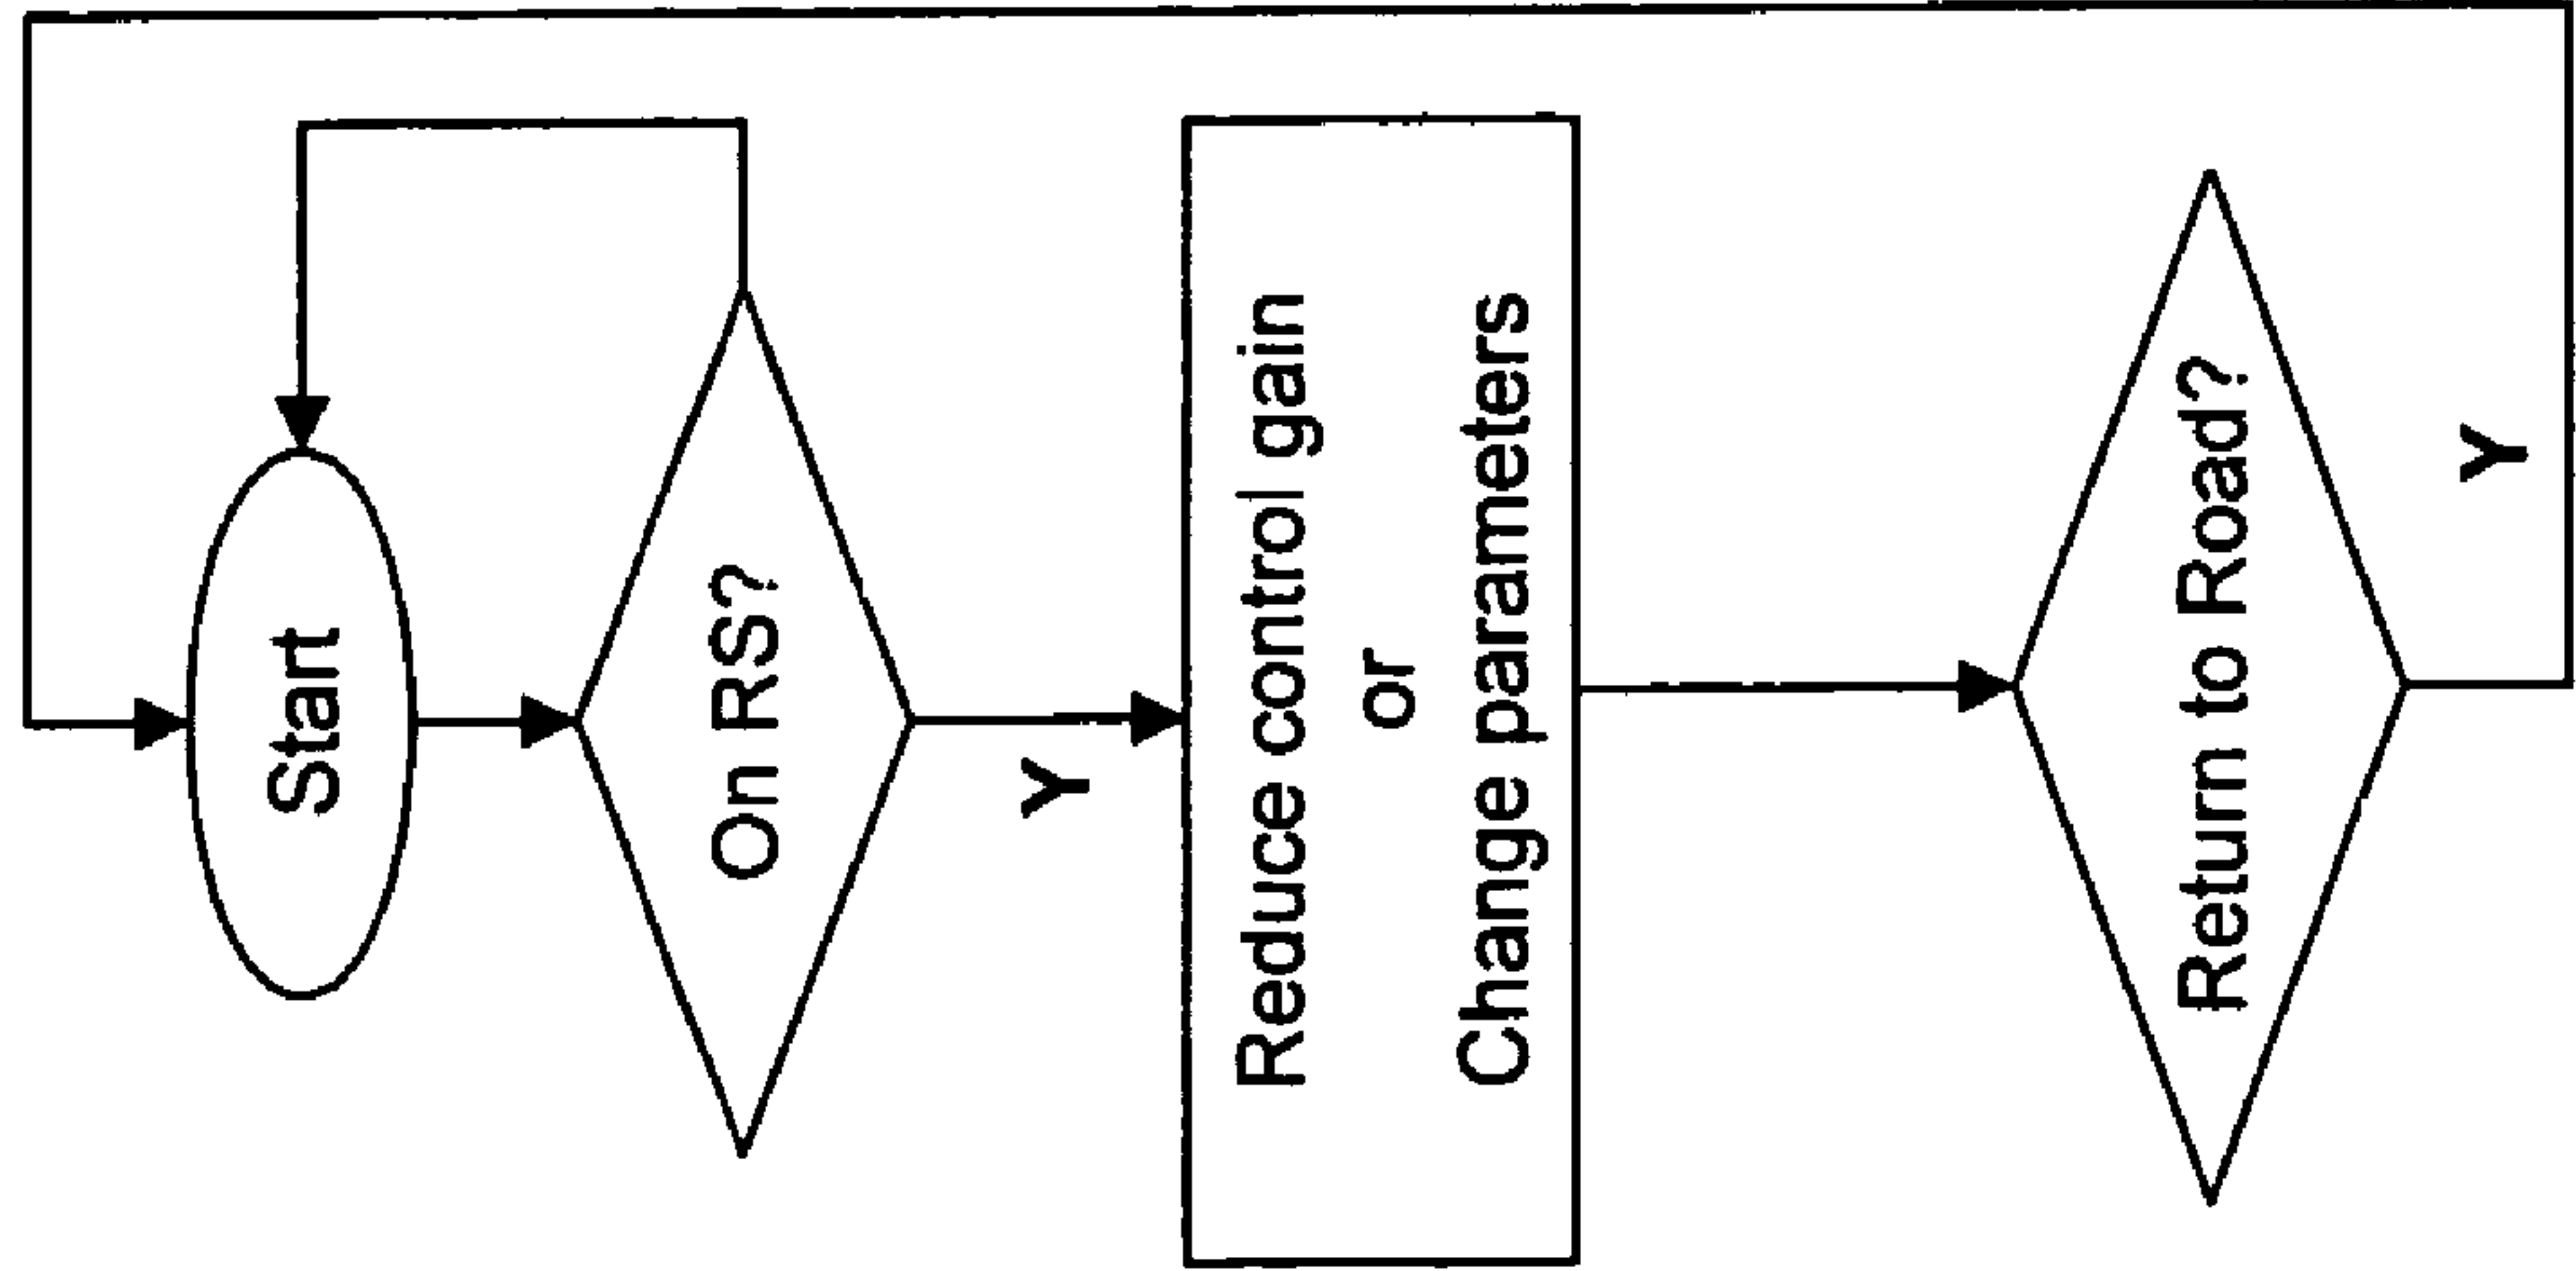 Start
On RS?
Y
Reduce control gain
or
Change parameters
Return to Road?
Y